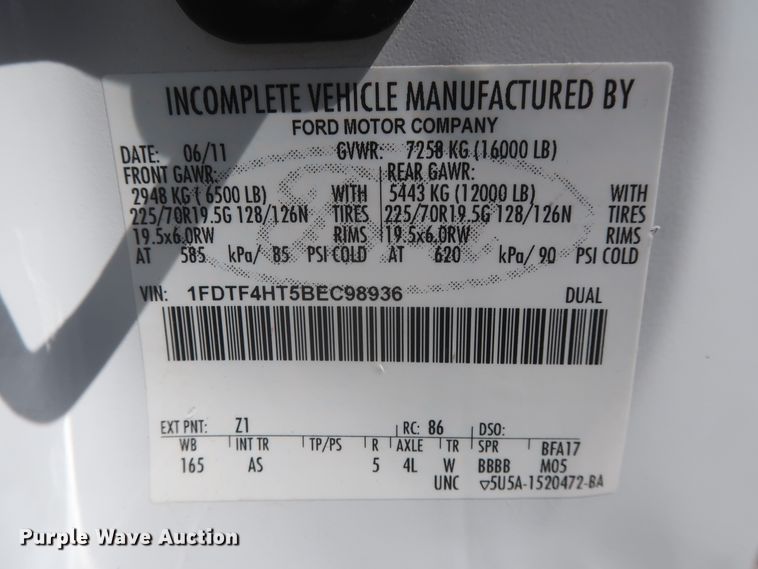 INCOMPLETE VEHICLE MANUFACTURED BY
FORD MOTOR COMPANY
DATE: 06/11 GVWR: 7258 KG (16000 LB)
FRONT GAWR: REAR GAWR:
2948 KG ( 6500 LB) WITH 5443 KG (12000 LB) WITH
225/70R19.5G 128/126N TIRES 225/70R19.5G 128/126N TIRES
19.5x6.0RW RIMS 19.5x6.0RW RIMS
AT 585 kPa/ 85 PSI COLD AT 620 kPa/ 90 PSI COLD
VIN: 1FDTF4HT5BEC98936 DUAL
EXT PNT: Z1 RC: 86 DSO:
WB INT TR TP/PS R AXLE TR SPR BFA17
165 AS 5 4L W BBBB M05
UNC ▽5U5A-1520472-BA
Purple Wave Auction